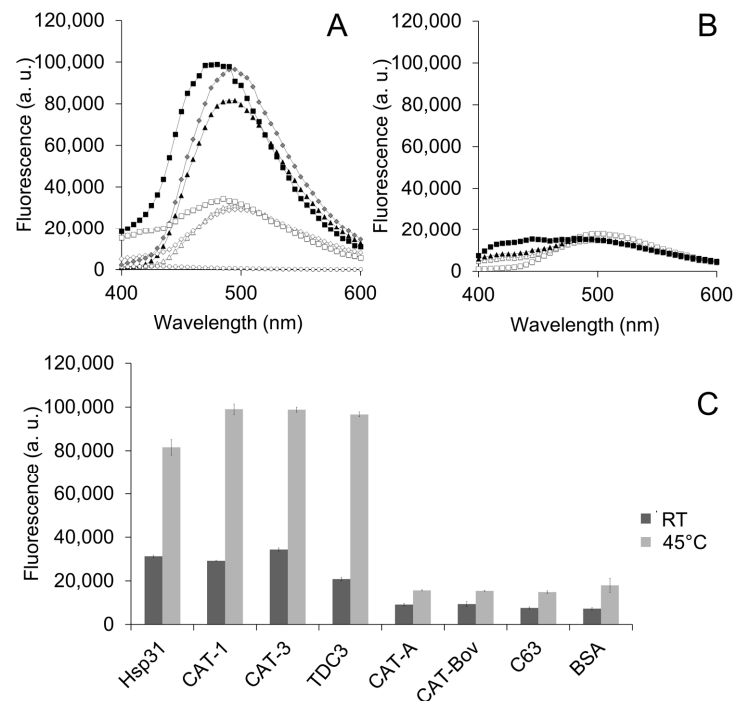 A
120,000
100,000
80,000
60,000
40,000
20,000
0
Fluorescence (a. u.)
400
500
600
Wavelength (nm)
B
120,000
100,000
80,000
60,000
40,000
20,000
0
Fluorescence (a. u.)
400
500
600
Wavelength (nm)
C
120,000
100,000
80,000
60,000
40,000
20,000
0
Fluorescence (a. u.)
RT
45°C
Hsp31
CAT-1
CAT-3
TDC3
CAT-A
CAT-Bov
C63
BSA